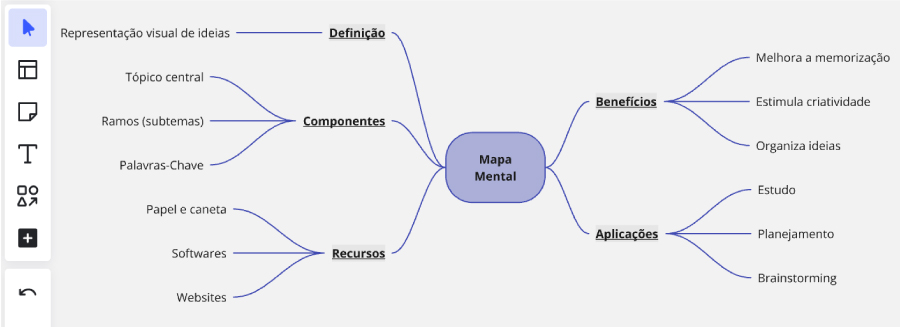 Representação visual de ideias
Definição
Tópico central
Ramos (subtemas)
Palavras-Chave
Componentes
Papel e caneta
Softwares
Websites
Recursos
Mapa
Mental
Benefícios
Melhora a memorização
Estimula criatividade
Organiza ideias
Aplicações
Estudo
Planejamento
Brainstorming